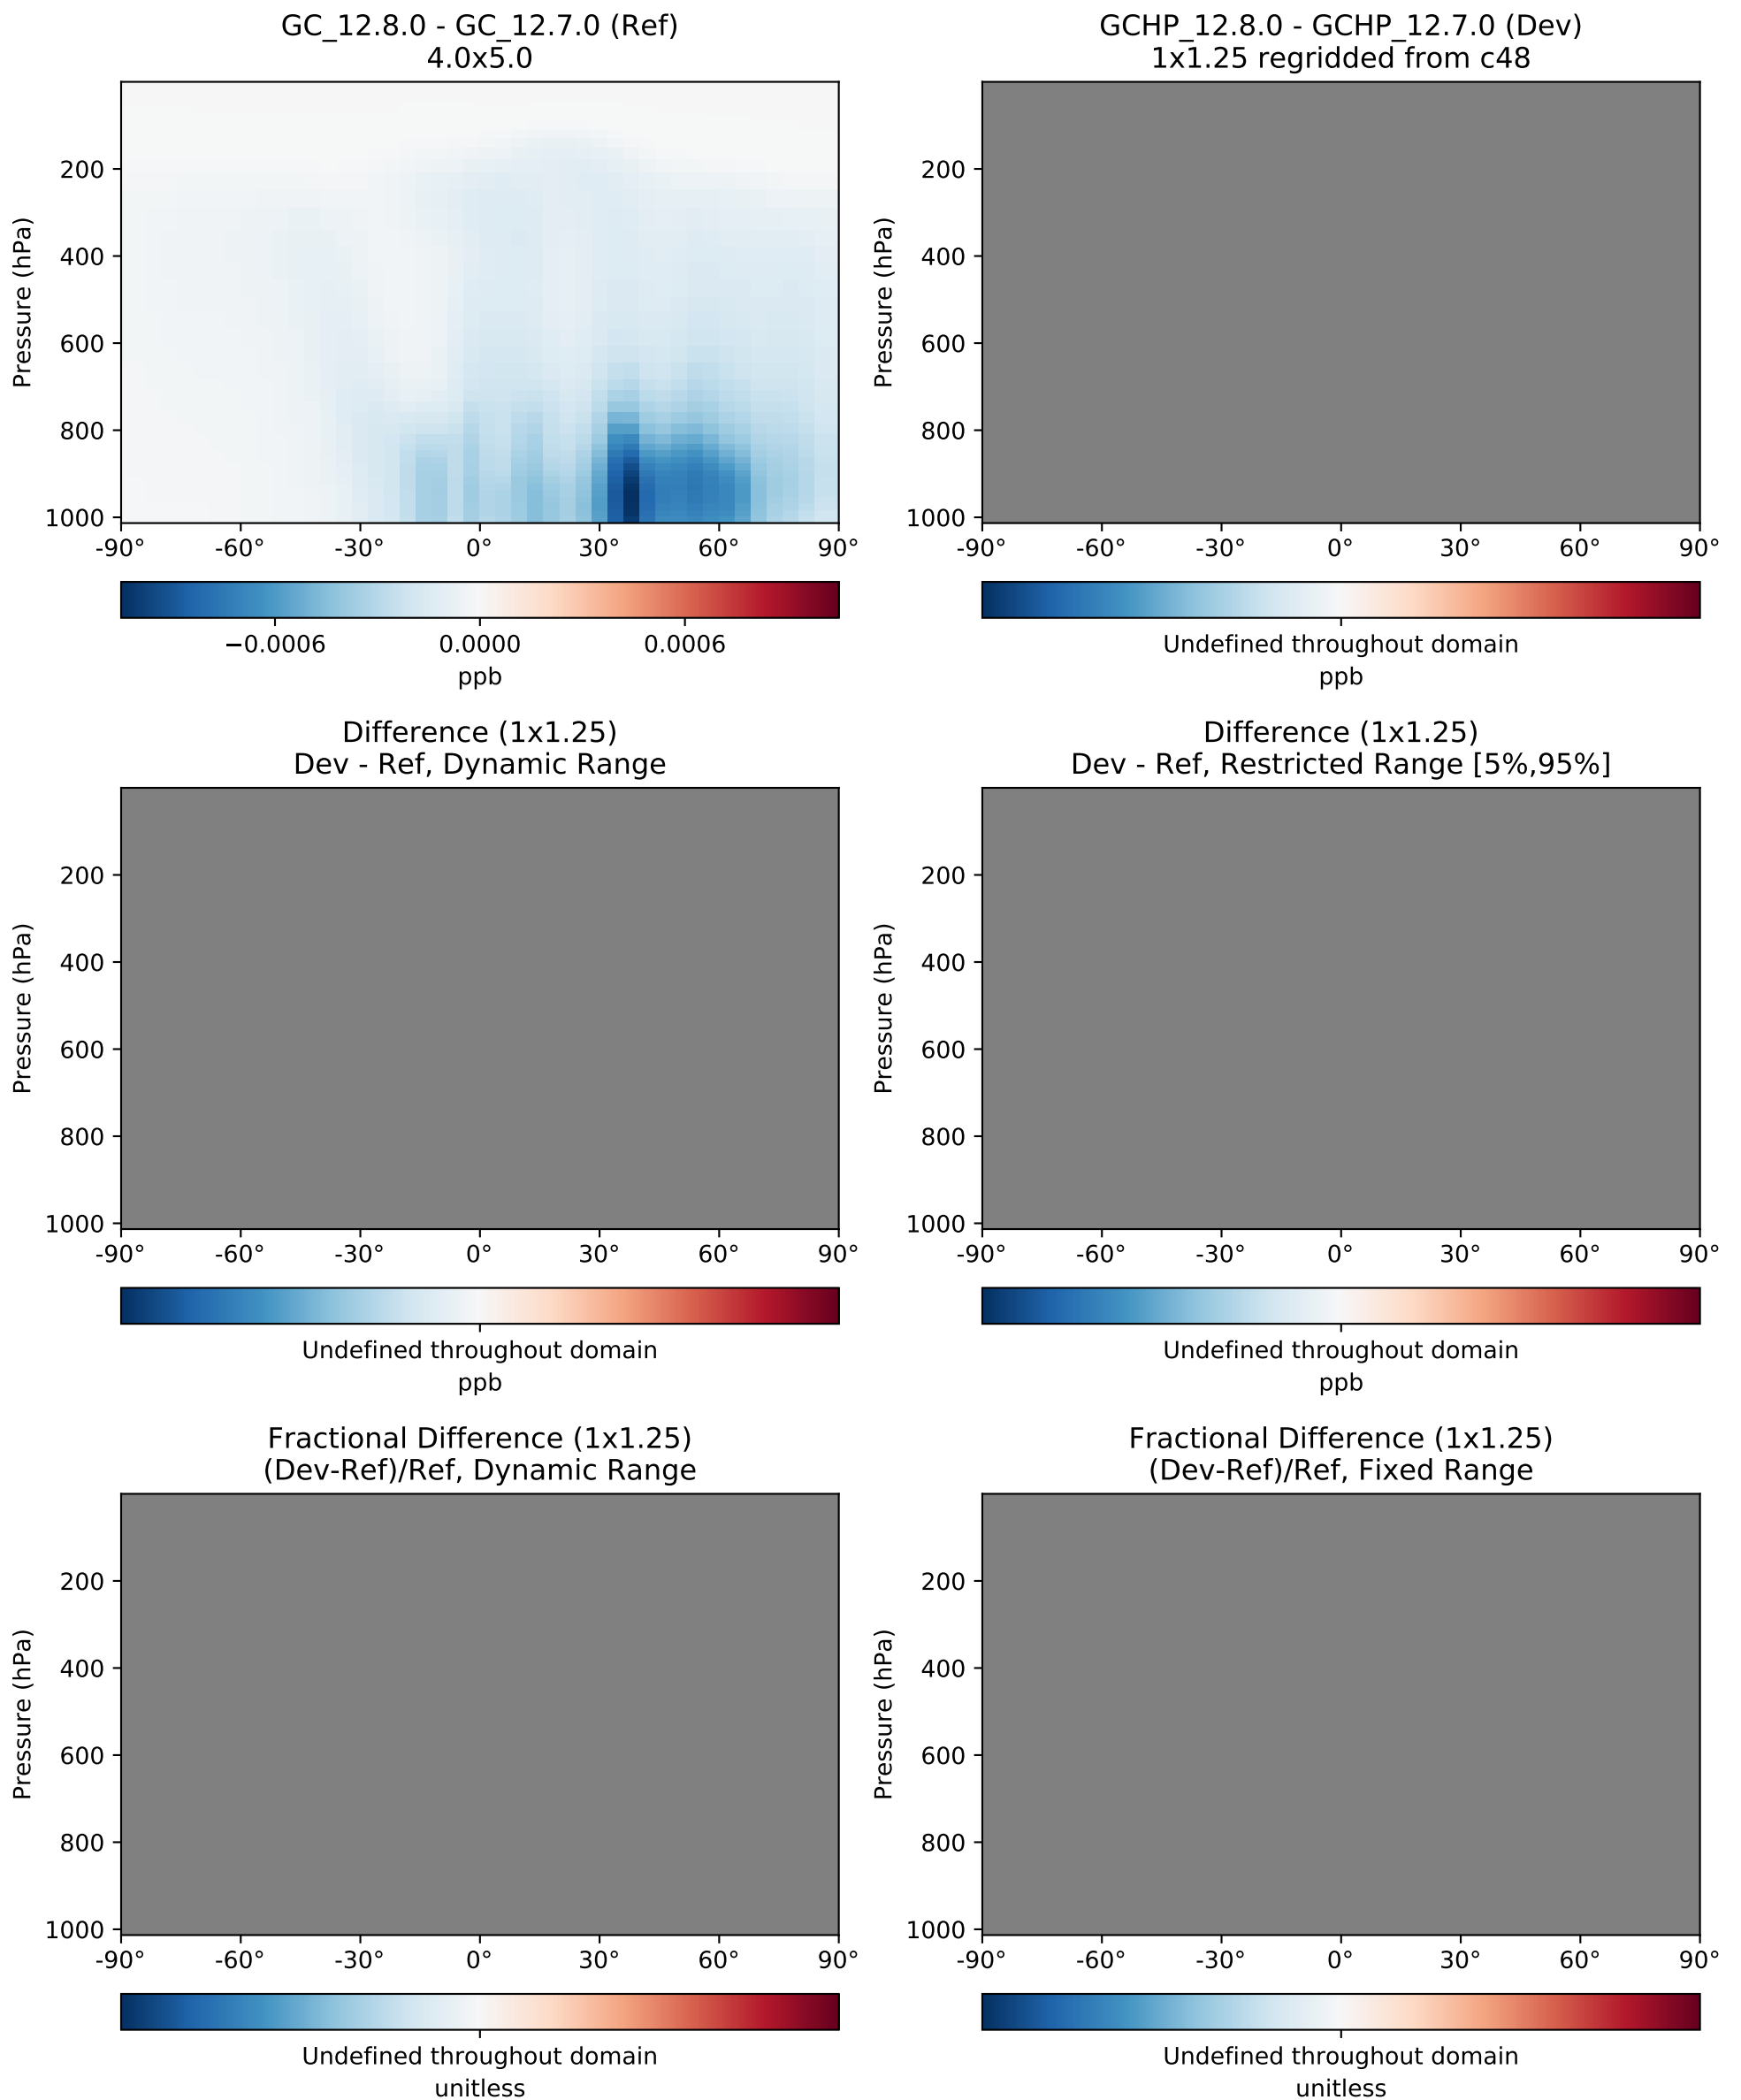 GC_12.8.0 - GC_12.7.0 (Ref)
4.0x5.0
Pressure (hPa)
200
400
600
800
1000
-90° -60° -30° 0° 30° 60° 90°
−0.0006 0.0000 0.0006
ppb
GCHP_12.8.0 - GCHP_12.7.0 (Dev)
1x1.25 regridded from c48
Pressure (hPa)
200
400
600
800
1000
-90° -60° -30° 0° 30° 60° 90°
Undefined throughout domain
ppb
Difference (1x1.25)
Dev - Ref, Dynamic Range
Pressure (hPa)
200
400
600
800
1000
-90° -60° -30° 0° 30° 60° 90°
Undefined throughout domain
ppb
Difference (1x1.25)
Dev - Ref, Restricted Range [5%,95%]
Pressure (hPa)
200
400
600
800
1000
-90° -60° -30° 0° 30° 60° 90°
Undefined throughout domain
ppb
Fractional Difference (1x1.25)
(Dev-Ref)/Ref, Dynamic Range
Pressure (hPa)
200
400
600
800
1000
-90° -60° -30° 0° 30° 60° 90°
Undefined throughout domain
unitless
Fractional Difference (1x1.25)
(Dev-Ref)/Ref, Fixed Range
Pressure (hPa)
200
400
600
800
1000
-90° -60° -30° 0° 30° 60° 90°
Undefined throughout domain
unitless